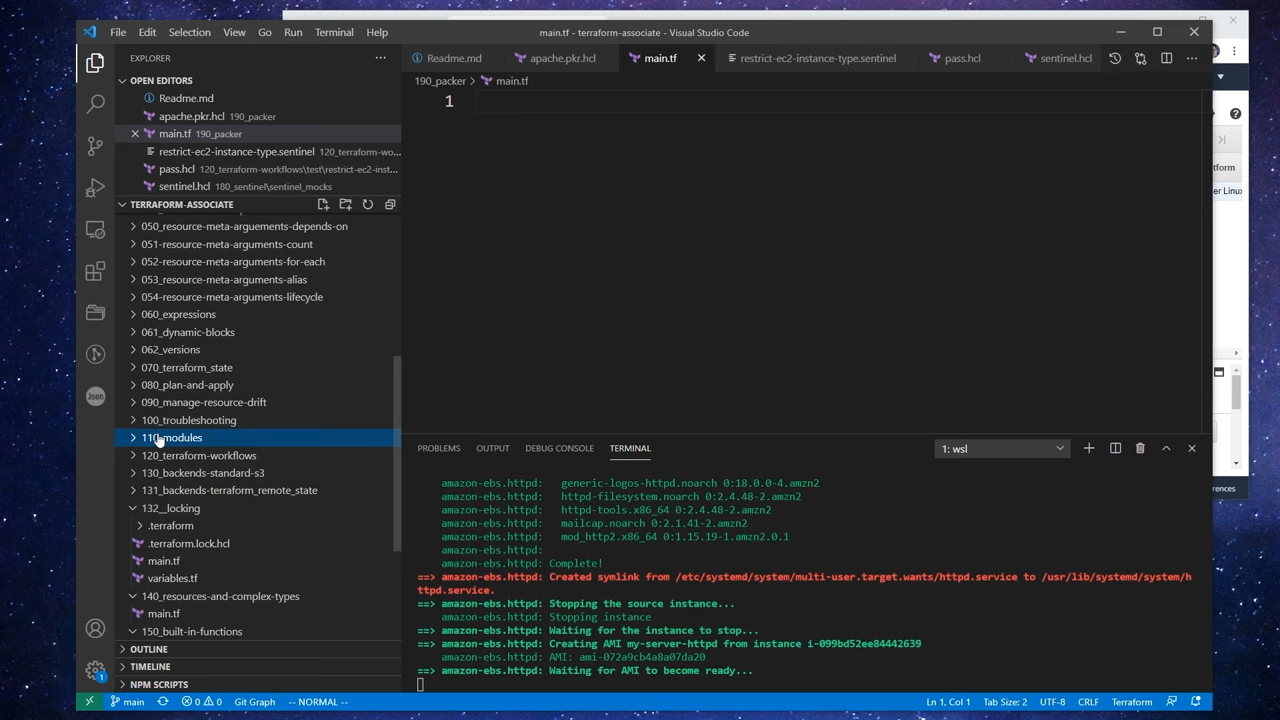 File Edit Selection View Go Run Terminal Help
main.tf - terraform-associate - Visual Studio Code
EXPLORER
OPEN EDITORS
Readme.md
apache.pkr.hcl 190_packer
main.tf 190_packer
restrict-ec2-instance-type.sentinel 120_terraform-wo...
pass.hcl 120_terraform-workflows\test\restrict-ec2-inst...
sentinel.hcl 180_sentinel\sentinel_mocks
TERRAFORM-ASSOCIATE
050_resource-meta-arguements-depends-on
051-resource-meta-arguments-count
052-resource-meta-arguments-for-each
053_resource-meta-arguments-alias
054-resource-meta-arguments-lifecycle
060_expressions
061_dynamic-blocks
062_versions
070_terraform_state
080_plan-and-apply
090_manage-resource-drift
100_troubleshooting
110_modules
120_terraform-workflows
130_backends-standard-s3
131_backends-terraform_remote_state
132__locking
.terraform
.terraform.lock.hcl
main.tf
variables.tf
140_resources-and-complex-types
main.tf
150_built-in-functions
OUTLINE
TIMELINE
NPM SCRIPTS
Json
1
Readme.md apache.pkr.hcl main.tf restrict-ec2-instance-type.sentinel pass.hcl sentinel.hcl
190_packer > main.tf
1
PROBLEMS OUTPUT DEBUG CONSOLE TERMINAL
1: wsl
amazon-ebs.httpd: generic-logos-httpd.noarch 0:18.0.0-4.amzn2
amazon-ebs.httpd: httpd-filesystem.noarch 0:2.4.48-2.amzn2
amazon-ebs.httpd: httpd-tools.x86_64 0:2.4.48-2.amzn2
amazon-ebs.httpd: mailcap.noarch 0:2.1.41-2.amzn2
amazon-ebs.httpd: mod_http2.x86_64 0:1.15.19-1.amzn2.0.1
amazon-ebs.httpd:
amazon-ebs.httpd: Complete!
==> amazon-ebs.httpd: Created symlink from /etc/systemd/system/multi-user.target.wants/httpd.service to /usr/lib/systemd/system/h
ttpd.service.
==> amazon-ebs.httpd: Stopping the source instance...
amazon-ebs.httpd: Stopping instance
==> amazon-ebs.httpd: Waiting for the instance to stop...
==> amazon-ebs.httpd: Creating AMI my-server-httpd from instance i-099bd52ee84442639
amazon-ebs.httpd: AMI: ami-072a9cb4a8a07da20
==> amazon-ebs.httpd: Waiting for AMI to become ready...
main
0 0
Git Graph
-- NORMAL --
Ln 1, Col 1 Tab Size: 2 UTF-8 CRLF Terraform
tform
er Linux
rences